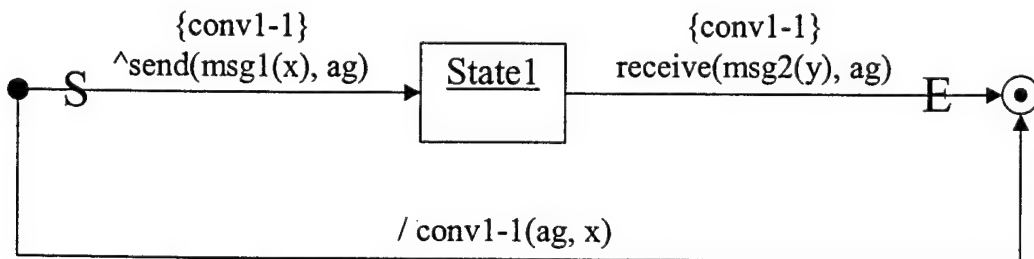 {conv1-1}
^send(msg1(x), ag)
S
State1
{conv1-1}
receive(msg2(y), ag)
E
/ conv1-1(ag, x)